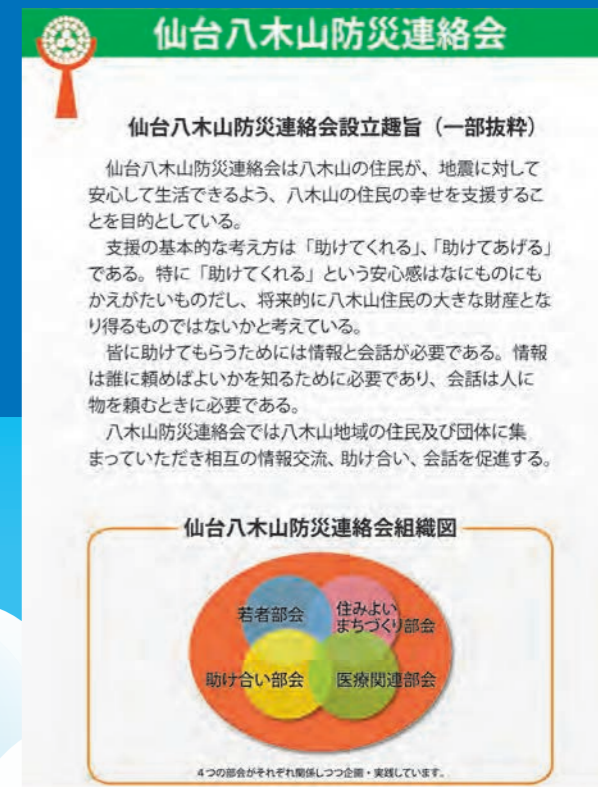 仙台八木山防災連絡会
仙台八木山防災連絡会設立趣旨（一部抜粋）
仙台八木山防災連絡会は八木山の住民が、地震に対して
安心して生活できるよう、八木山の住民の幸せを支援するこ
とを目的としている。
支援の基本的な考え方は「助けてくれる」、「助けてあげる」
である。特に「助けてくれる」という安心感はなにものにも
かえがたいものだし、将来的に八木山住民の大きな財産とな
り得るものではないかと考えている。
皆に助けてもらうためには情報と会話が必要である。情報
は誰に頼めばよいかを知るために必要であり、会話は人に
物を頼むときに必要である。
八木山防災連絡会では八木山地域の住民及び団体に集
まっていただき相互の情報交流、助け合い、会話を促進する。
仙台八木山防災連絡会組織図
若者部会
住みよい
まちづくり部会
助け合い部会
医療関連部会
４つの部会がそれぞれ関係しつつ企画・実践しています。